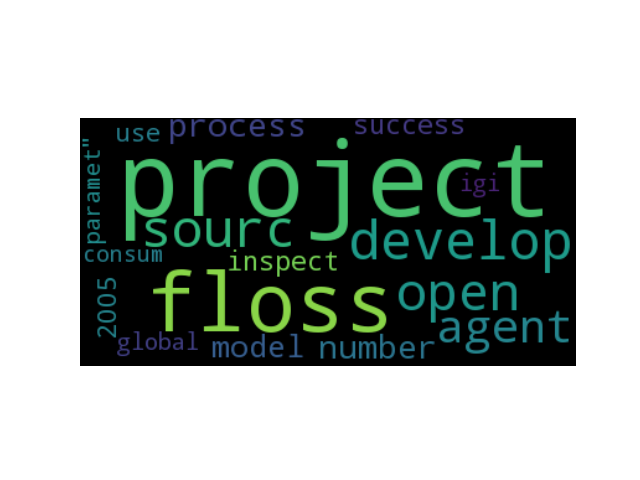 use process success
project
igi
paramet"
sourc develop
consum inspect
2005 floss open
agent
global model number